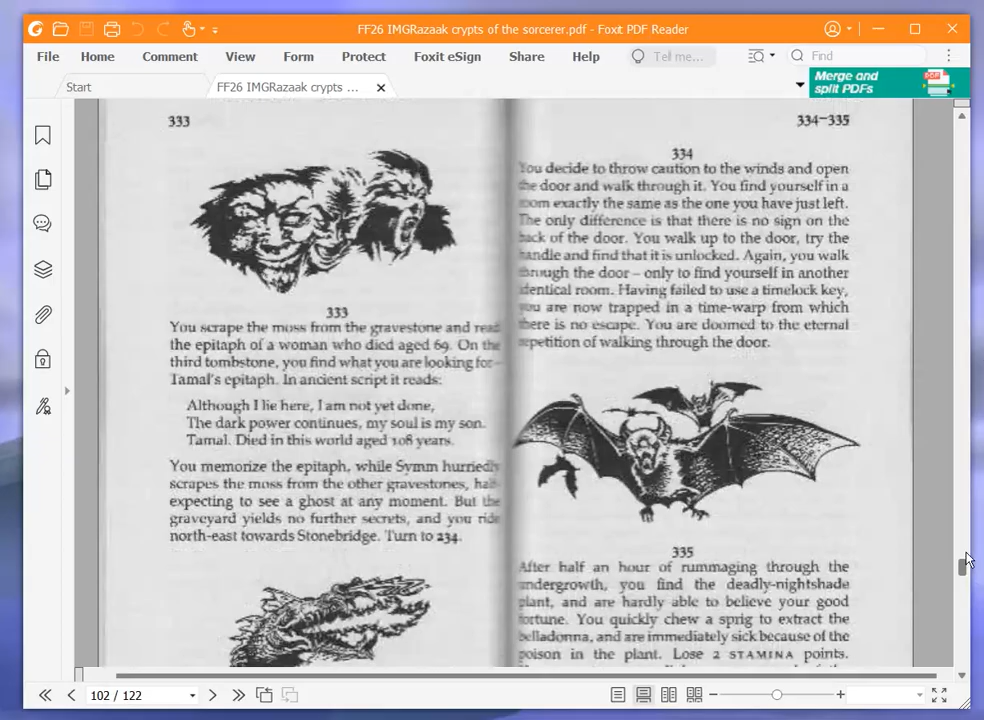 FF26 IMGRazaak crypts of the sorcerer.pdf - Foxit PDF Reader
File Home Comment View Form Protect Foxit eSign Share Help Tell me... Find
Start
FF26 IMGRazaak crypts ...
Merge and
split PDFs
333
333
You scrape the moss from the gravestone and read
the epitaph of a woman who died aged 69. On the
third tombstone, you find what you are looking for –
Tamal's epitaph. In ancient script it reads:
Although I lie here, I am not yet done,
The dark power continues, my soul is my son.
Tamal. Died in this world aged 108 years.
You memorize the epitaph, while Symm hurriedly
scrapes the moss from the other gravestones, half
expecting to see a ghost at any moment. But the
graveyard yields no further secrets, and you ride
north-east towards Stonebridge. Turn to 234.
334–335
334
You decide to throw caution to the winds and open
the door and walk through it. You find yourself in a
room exactly the same as the one you have just left.
The only difference is that there is no sign on the
back of the door. You walk up to the door, try the
handle and find that it is unlocked. Again, you walk
through the door – only to find yourself in another
identical room. Having failed to use a timelock key,
you are now trapped in a time-warp from which
there is no escape. You are doomed to the eternal
repetition of walking through the door.
335
After half an hour of rummaging through the
undergrowth, you find the deadly-nightshade
plant, and are hardly able to believe your good
fortune. You quickly chew a sprig to extract the
belladonna, and are immediately sick because of the
poison in the plant. Lose 2 STAMINA points.
102 / 122